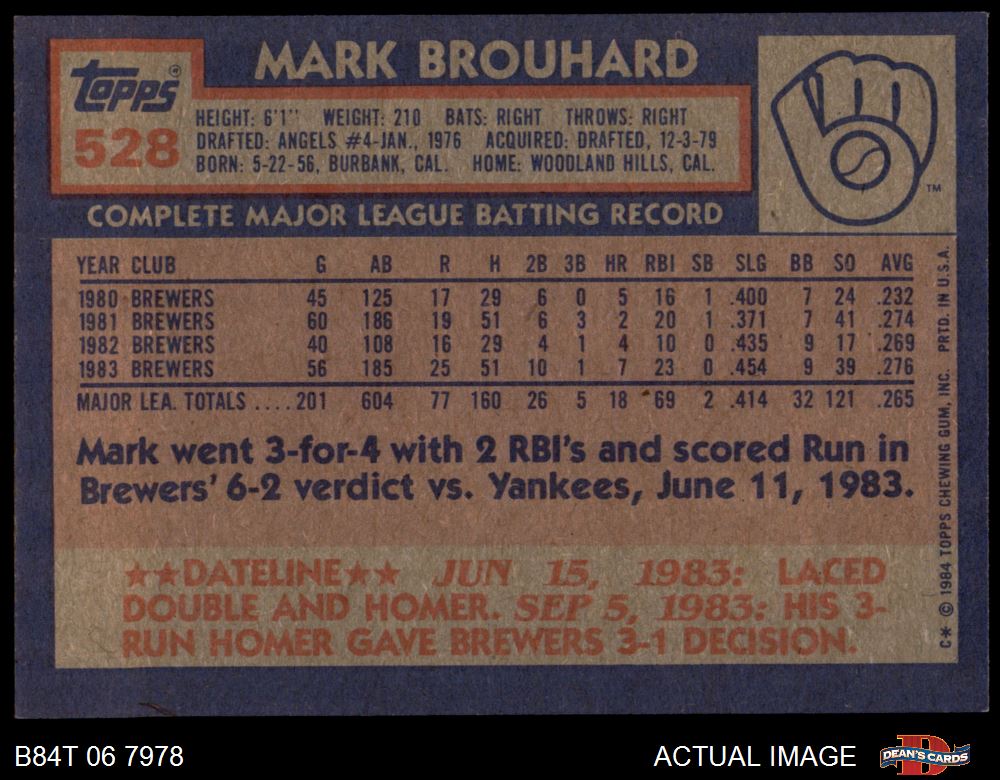 MARK BROUHARD
TOPPS®
528
HEIGHT: 6'1" WEIGHT: 210 BATS: RIGHT THROWS: RIGHT
DRAFTED: ANGELS #4-JAN., 1976 ACQUIRED: DRAFTED, 12-3-79
BORN: 5-22-56, BURBANK, CAL. HOME: WOODLAND HILLS, CAL.
TM
COMPLETE MAJOR LEAGUE BATTING RECORD
YEAR CLUB G AB R H 2B 3B HR RBI SB SLG BB SO AVG
1980 BREWERS 45 125 17 29 6 0 5 16 1 .400 7 24 .232
1981 BREWERS 60 186 19 51 6 3 2 20 1 .371 7 41 .274
1982 BREWERS 40 108 16 29 4 1 4 10 0 .435 9 17 .269
1983 BREWERS 56 185 25 51 10 1 7 23 0 .454 9 39 .276
MAJOR LEA. TOTALS ....201 604 77 160 26 5 18 69 2 .414 32 121 .265
Mark went 3-for-4 with 2 RBI's and scored Run in
Brewers' 6-2 verdict vs. Yankees, June 11, 1983.
★★DATELINE★★ JUN 15, 1983: LACED
DOUBLE AND HOMER. SEP 5, 1983: HIS 3-
RUN HOMER GAVE BREWERS 3-1 DECISION.
C* © 1984 TOPPS CHEWING GUM, INC. PRTD. IN U.S.A.
B84T 06 7978
ACTUAL IMAGE
D
DEAN'S CARDS